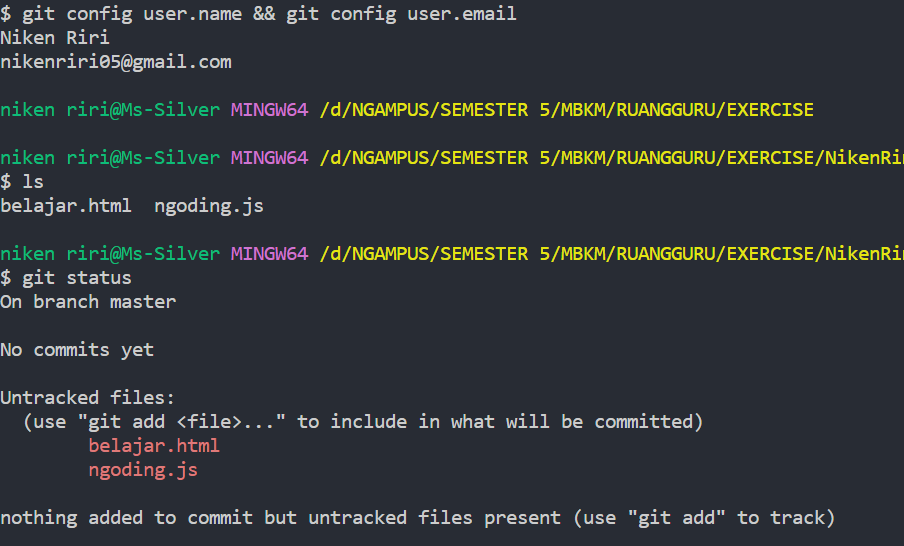 $ git config user.name && git config user.email
Niken Riri
nikenriri05@gmail.com
niken riri@Ms-Silver MINGW64 /d/NGAMPUS/SEMESTER 5/MBKM/RUANGGURU/EXERCISE
niken riri@Ms-Silver MINGW64 /d/NGAMPUS/SEMESTER 5/MBKM/RUANGGURU/EXERCISE/NikenRi
$ ls
belajar.html  ngoding.js
niken riri@Ms-Silver MINGW64 /d/NGAMPUS/SEMESTER 5/MBKM/RUANGGURU/EXERCISE/NikenRi
$ git status
On branch master
No commits yet
Untracked files:
  (use "git add <file>..." to include in what will be committed)
        belajar.html
        ngoding.js
nothing added to commit but untracked files present (use "git add" to track)